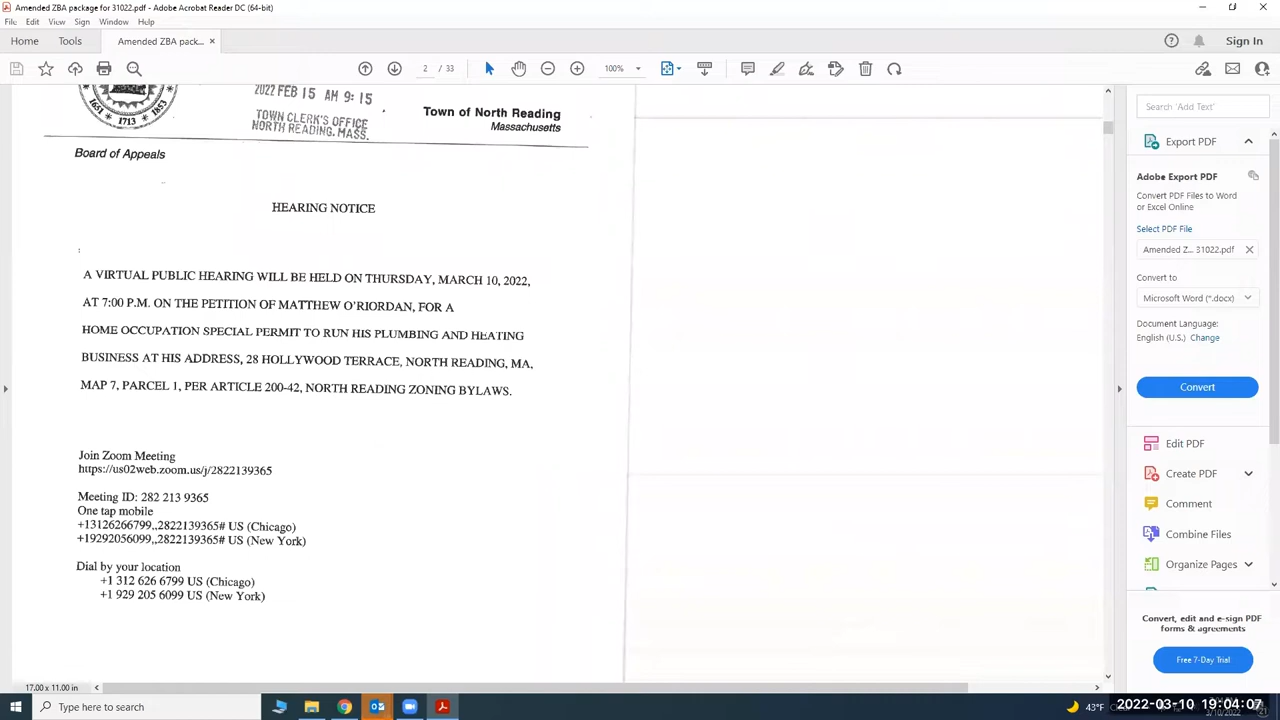 Amended ZBA package for 31022.pdf - Adobe Acrobat Reader DC (64-bit)
File Edit View Sign Window Help
Home Tools Amended ZBA pack... × Sign In
2 / 33 100%
1651 1713 1853
2022 FEB 15 AM 9:15
TOWN CLERK'S OFFICE
NORTH READING, MASS.
Town of North Reading
Massachusetts
Board of Appeals
HEARING NOTICE
A VIRTUAL PUBLIC HEARING WILL BE HELD ON THURSDAY, MARCH 10, 2022,
AT 7:00 P.M. ON THE PETITION OF MATTHEW O'RIORDAN, FOR A
HOME OCCUPATION SPECIAL PERMIT TO RUN HIS PLUMBING AND HEATING
BUSINESS AT HIS ADDRESS, 28 HOLLYWOOD TERRACE, NORTH READING, MA,
MAP 7, PARCEL 1, PER ARTICLE 200-42, NORTH READING ZONING BYLAWS.
Join Zoom Meeting
https://us02web.zoom.us/j/2822139365
Meeting ID: 282 213 9365
One tap mobile
+13126266799,,2822139365# US (Chicago)
+19292056099,,2822139365# US (New York)
Dial by your location
+1 312 626 6799 US (Chicago)
+1 929 205 6099 US (New York)
17.00 x 11.00 in
Search 'Add Text'
Export PDF
Adobe Export PDF
Convert PDF Files to Word
or Excel Online
Select PDF File
Amended Z... 31022.pdf
Convert to
Microsoft Word (*.docx)
Document Language:
English (U.S.) Change
Convert
Edit PDF
Create PDF
Comment
Combine Files
Organize Pages
Convert, edit and e-sign PDF
forms & agreements
Free 7-Day Trial
Type here to search
43°F
2022-03-10 19:04:07